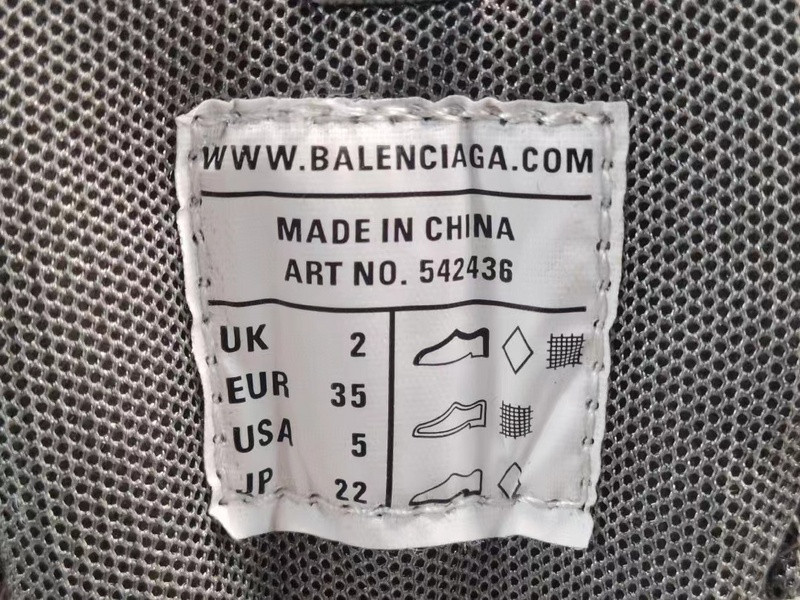 WWW.BALENCIAGA.COM
MADE IN CHINA
ART NO. 542436
UK 2
EUR 35
USA 5
JP 22